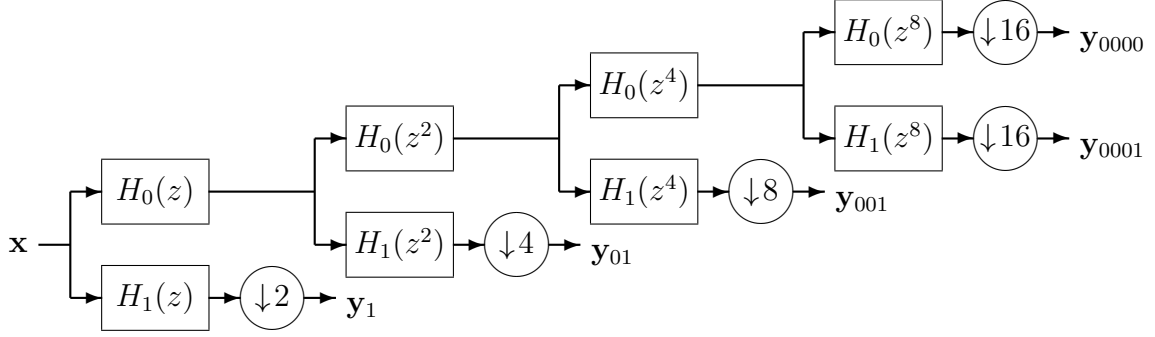 H₀(z⁸) ↓16 y₀₀₀₀
H₀(z⁴)
H₀(z²) H₁(z⁸) ↓16 y₀₀₀₁
H₀(z) H₁(z⁴) ↓8 y₀₀₁
x H₁(z²) ↓4 y₀₁
H₁(z) ↓2 y₁